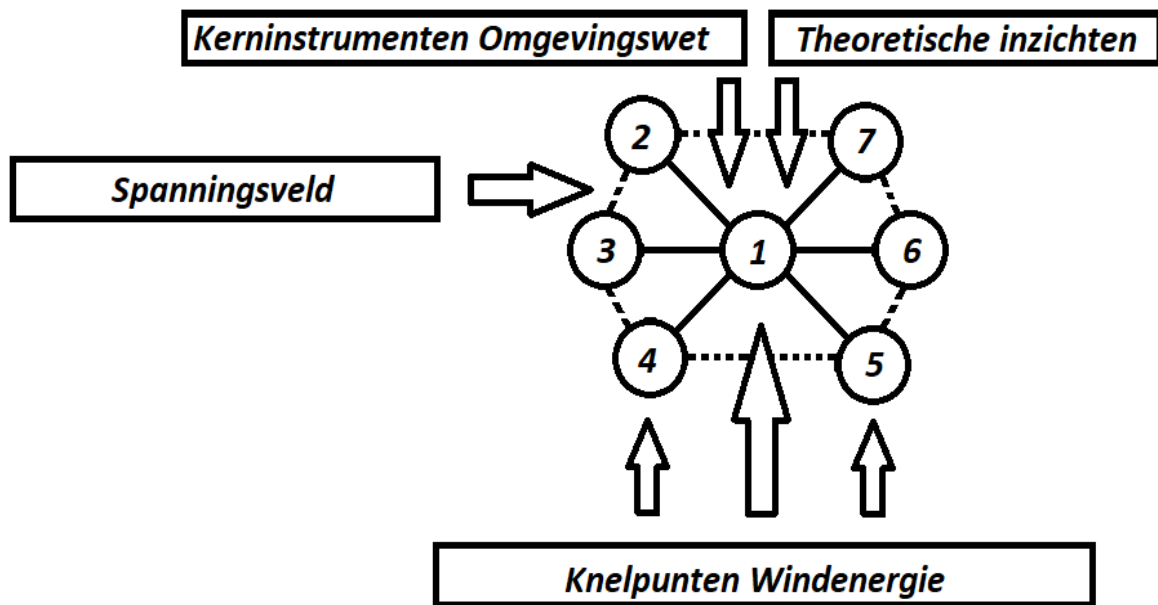 Kerninstrumenten Omgevingswet
Theoretische inzichten
2
7
Spanningsveld
3
1
6
4
5
Knelpunten Windenergie